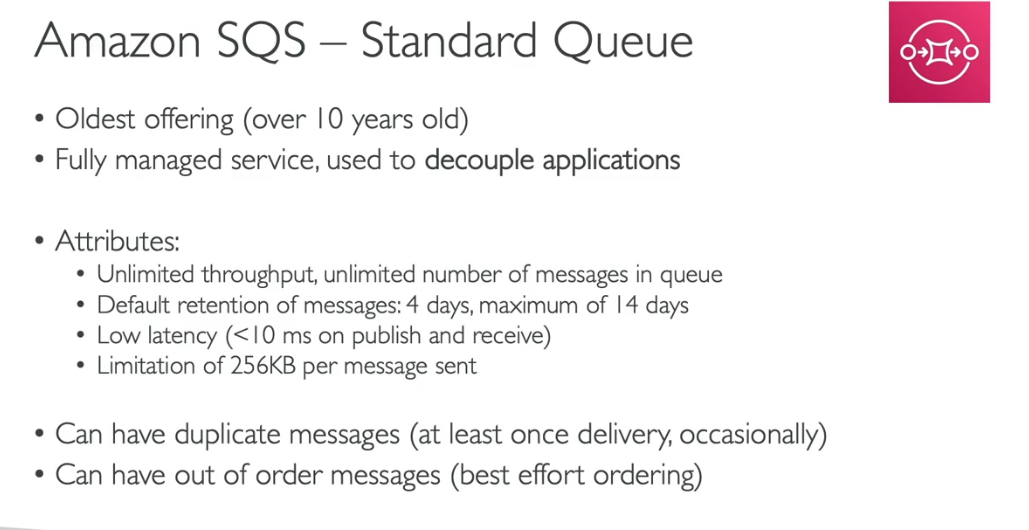 Amazon SQS – Standard Queue
• Oldest offering (over 10 years old)
• Fully managed service, used to decouple applications
• Attributes:
• Unlimited throughput, unlimited number of messages in queue
• Default retention of messages: 4 days, maximum of 14 days
• Low latency (<10 ms on publish and receive)
• Limitation of 256KB per message sent
• Can have duplicate messages (at least once delivery, occasionally)
• Can have out of order messages (best effort ordering)